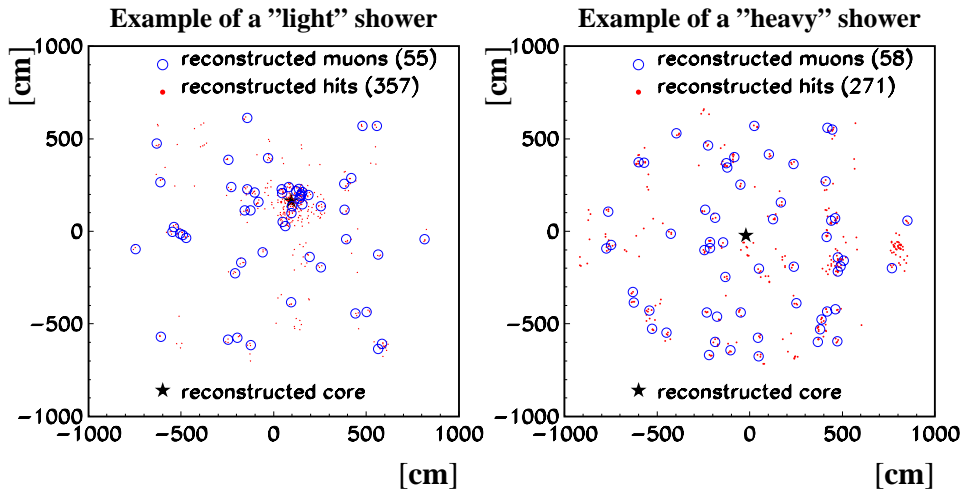 Example of a ”light” shower
[cm]
1000
500
0
−500
−1000
reconstructed muons (55)
reconstructed hits (357)
reconstructed core
−1000 −500 0 500 1000
[cm]
Example of a ”heavy” shower
[cm]
1000
500
0
−500
−1000
reconstructed muons (58)
reconstructed hits (271)
reconstructed core
−1000 −500 0 500 1000
[cm]